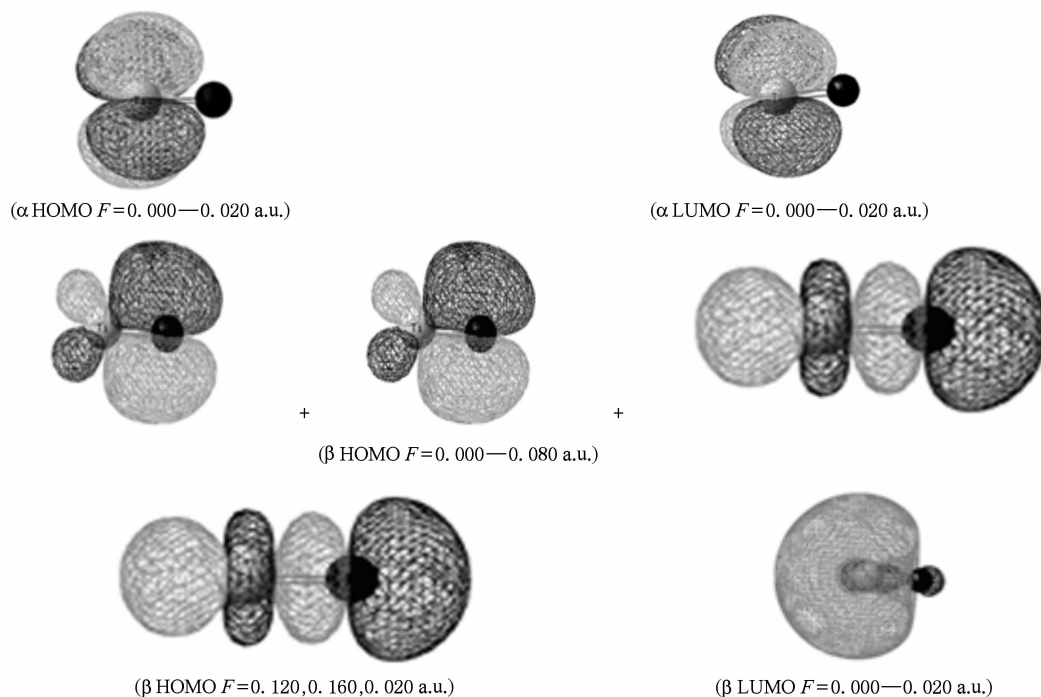 (α HOMO F=0.000—0.020 a.u.)
(α LUMO F=0.000—0.020 a.u.)
+
+
(β HOMO F=0.000—0.080 a.u.)
(β HOMO F=0.120,0.160,0.020 a.u.)
(β LUMO F=0.000—0.020 a.u.)